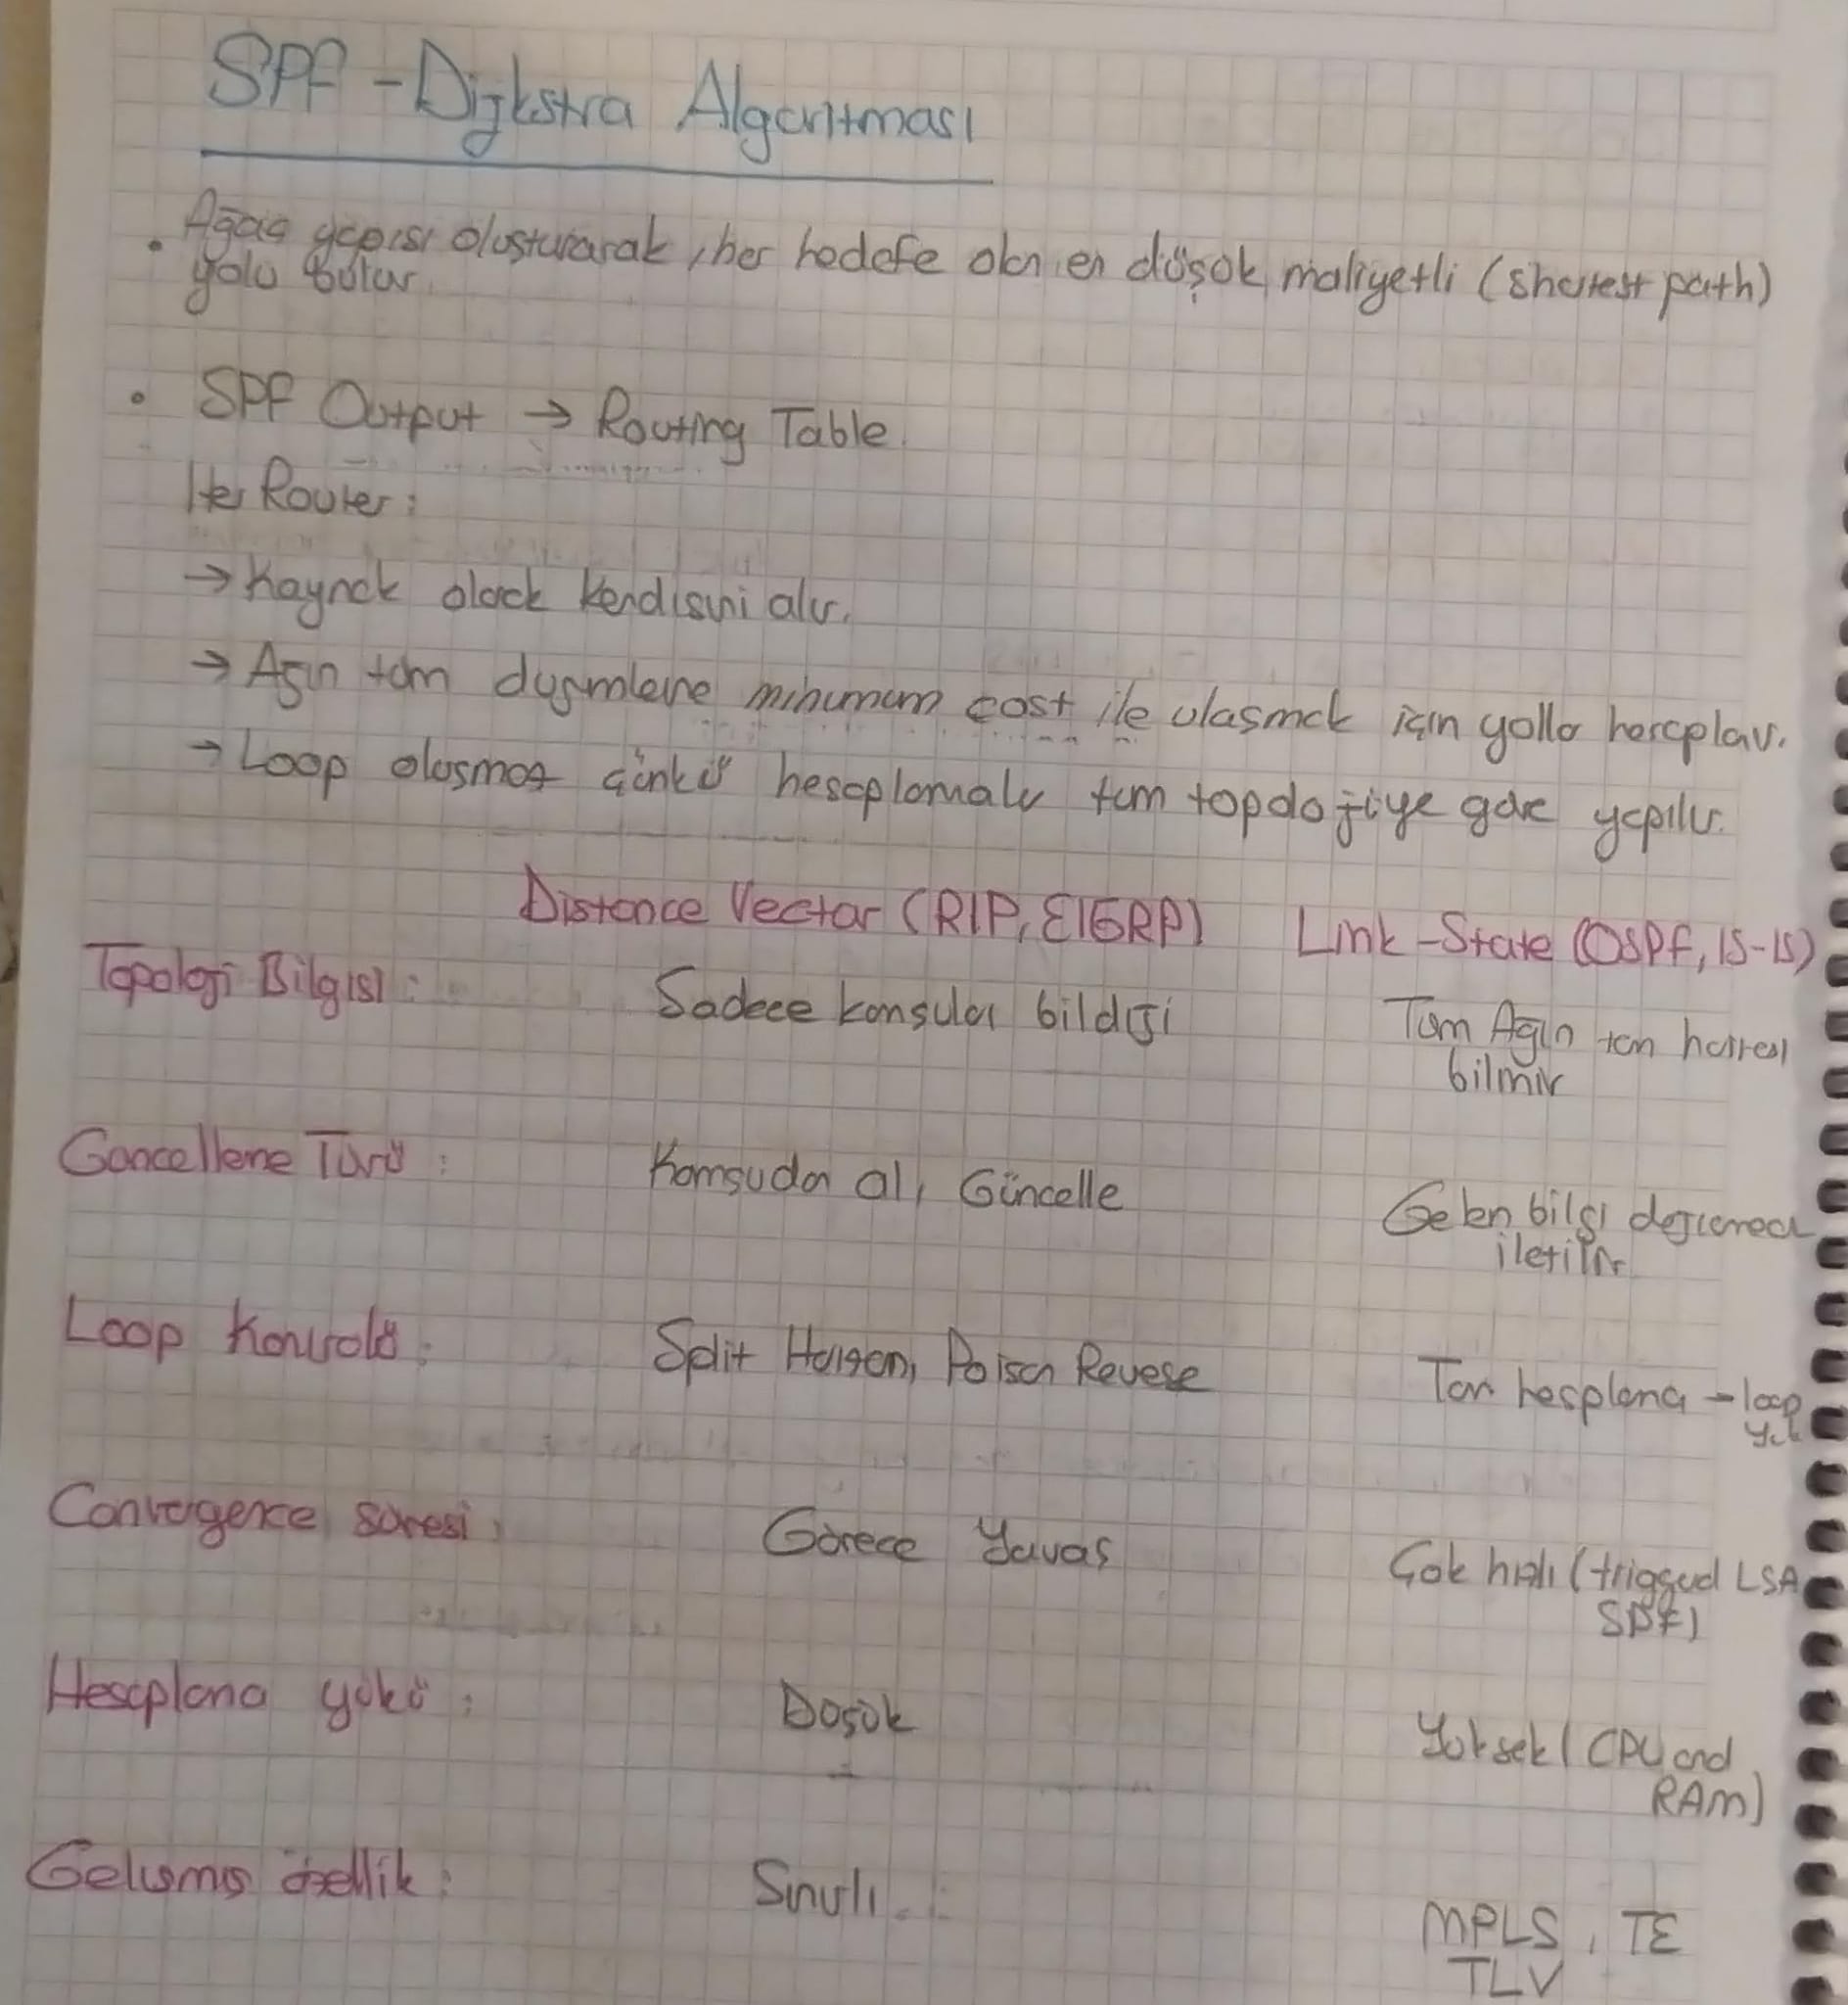 SPF - Dijkstra Algoritması
• Ağaç yapısı oluşturarak, her hedefe olan en düşük maliyetli (shortest path)
yolu bulur.
• SPF Output → Routing Table.
Her Router:
→ Kaynak olarak kendisini alır.
→ Ağın tüm düğümlerine minimum cost ile ulaşmak için yolları hesaplar.
→ Loop oluşmaz çünkü hesaplamalar tüm topolojiye göre yapılır.
Distance Vector (RIP, EIGRP) Link-State (OSPF, IS-IS)
Topoloji Bilgisi: Sadece komşuları bildiği Tüm Ağın tam haritası
bilinir
Güncelleme Türü: Komşudan al, Güncelle Gelen bilgi
iletilir
Loop Kontrolü: Split Horizon, Poison Reverse Tam hesaplama - loop
yok
Convergence süresi: Görece Yavaş Çok hızlı (triggered LSA
SPF)
Hesaplama yükü: Düşük Yüksek (CPU and
RAM)
Gelişmiş özellik: Sınırlı MPLS, TE
TLV